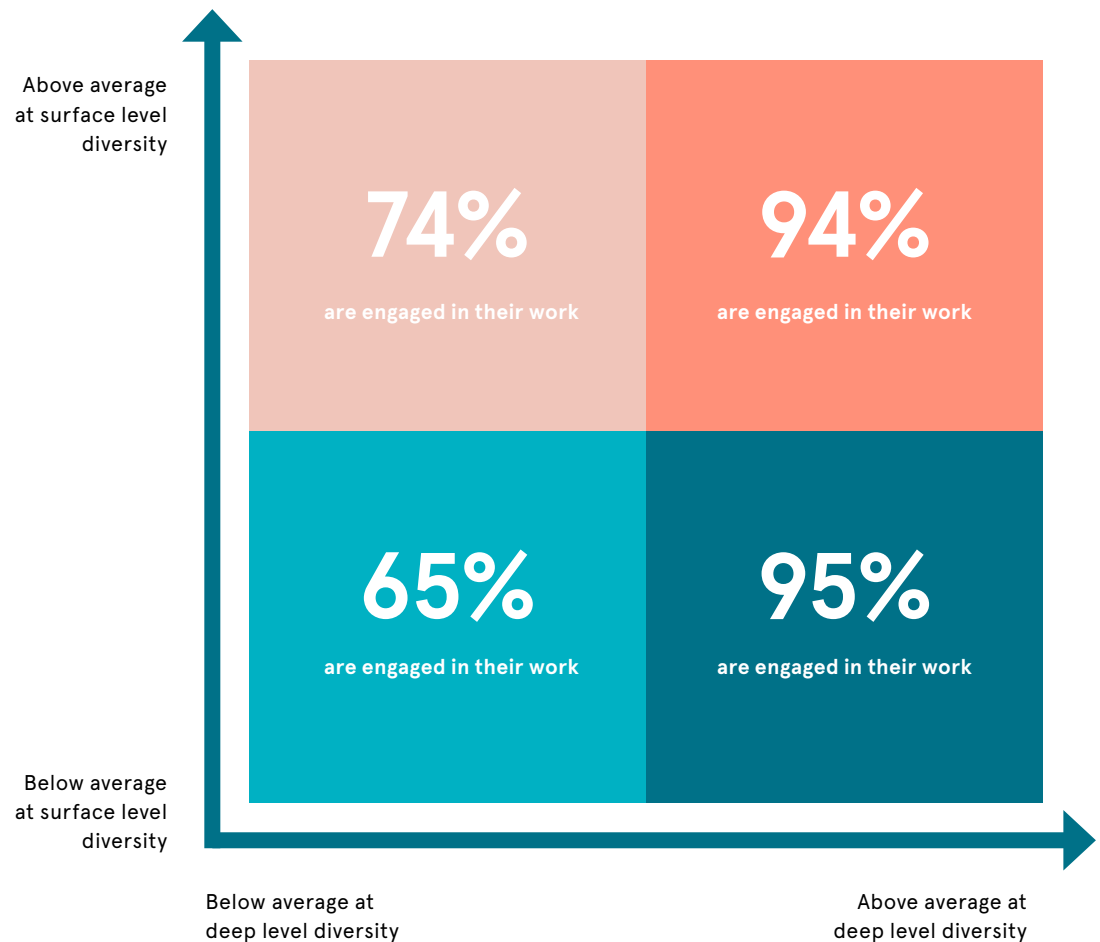 Above average
at surface level
diversity
74%
are engaged in their work
94%
are engaged in their work
65%
are engaged in their work
95%
are engaged in their work
Below average
at surface level
diversity
Below average at
deep level diversity
Above average at
deep level diversity